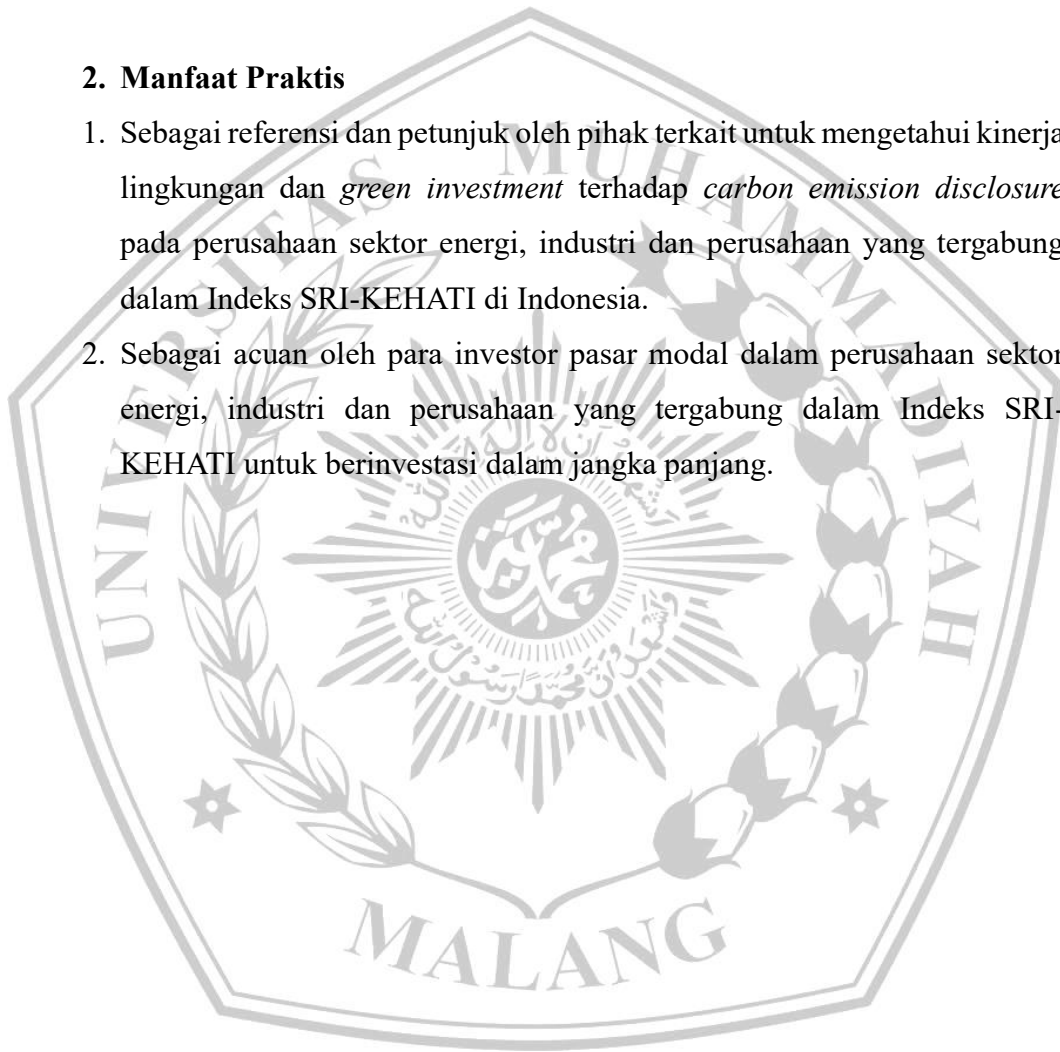 2. Manfaat Praktis
1. Sebagai referensi dan petunjuk oleh pihak terkait untuk mengetahui kinerja
lingkungan dan green investment terhadap carbon emission disclosure
pada perusahaan sektor energi, industri dan perusahaan yang tergabung
dalam Indeks SRI-KEHATI di Indonesia.
2. Sebagai acuan oleh para investor pasar modal dalam perusahaan sektor
energi, industri dan perusahaan yang tergabung dalam Indeks SRI-
KEHATI untuk berinvestasi dalam jangka panjang.
UNIVERSITAS MUHAMMADIYAH
MALANG